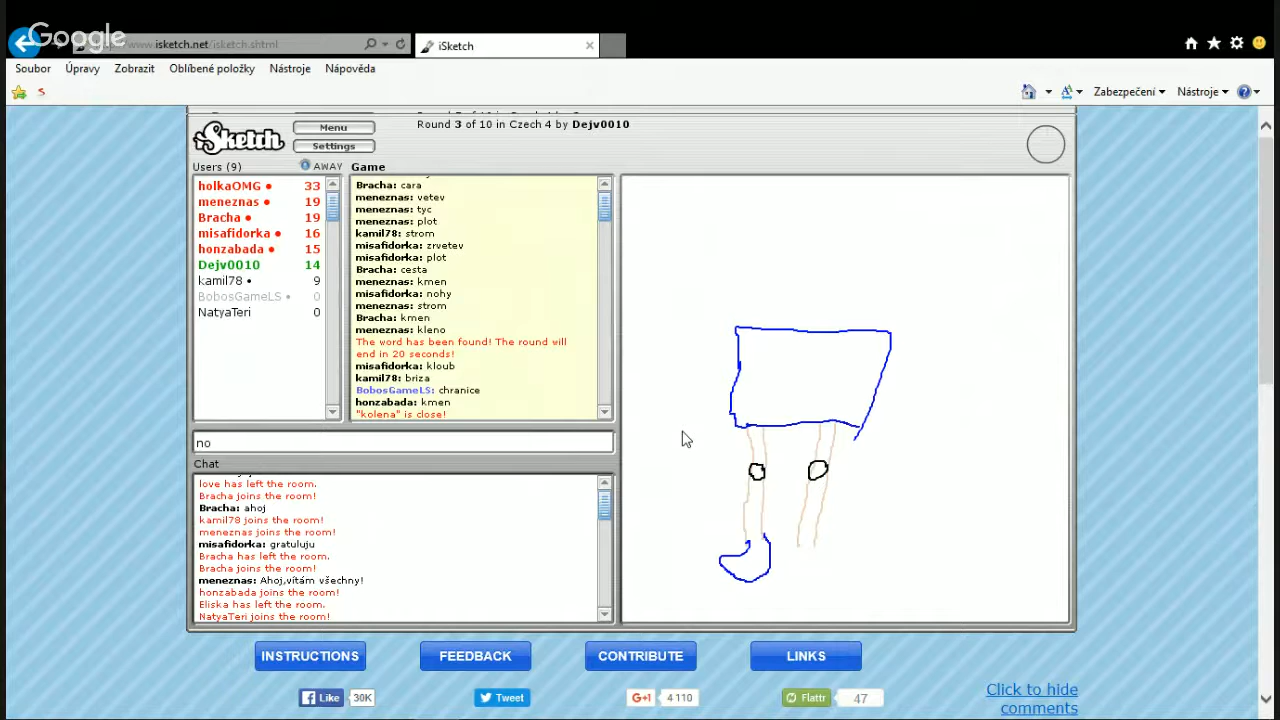 Google
www.isketch.net/isketch.shtml
iSketch
Soubor Úpravy Zobrazit Oblíbené položky Nástroje Nápověda
Zabezpečení Nástroje
iSketch
Menu
Settings
Round 3 of 10 in Czech 4 by Dejv0010
Users (9) AWAY Game
holkaOMG 33
meneznas 19
Bracha 19
misafidorka 16
honzabada 15
Dejv0010 14
kamil78 9
BobosGameLS 0
NatyaTeri 0
Bracha: cara
meneznas: vetev
meneznas: tyc
meneznas: plot
kamil78: strom
misafidorka: zrvetev
misafidorka: plot
Bracha: cesta
meneznas: kmen
misafidorka: nohy
meneznas: strom
Bracha: kmen
meneznas: kleno
The word has been found! The round will
end in 20 seconds!
misafidorka: kloub
kamil78: briza
BobosGameLS: chranice
honzabada: kmen
"kolena" is close!
no
Chat
love has left the room.
Bracha joins the room!
Bracha: ahoj
kamil78 joins the room!
meneznas joins the room!
misafidorka: gratuluju
Bracha has left the room.
Bracha joins the room!
meneznas: Ahoj,vítám všechny!
honzabada joins the room!
Eliska has left the room.
NatyaTeri joins the room!
INSTRUCTIONS FEEDBACK CONTRIBUTE LINKS
Like 30K Tweet G+1 4 110 Flattr 47
Click to hide
comments